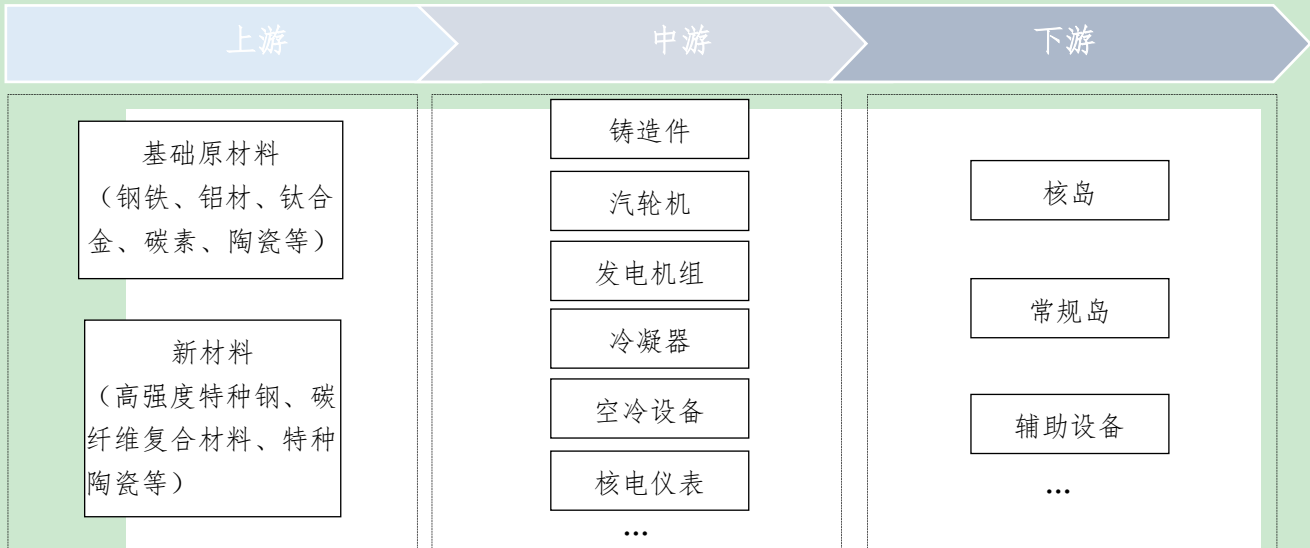 上游
中游
下游
基础原材料
（钢铁、铝材、钛合
金、碳素、陶瓷等）
新材料
（高强度特种钢、碳
纤维复合材料、特种
陶瓷等）
铸造件
汽轮机
发电机组
冷凝器
空冷设备
核电仪表
...
核岛
常规岛
辅助设备
...